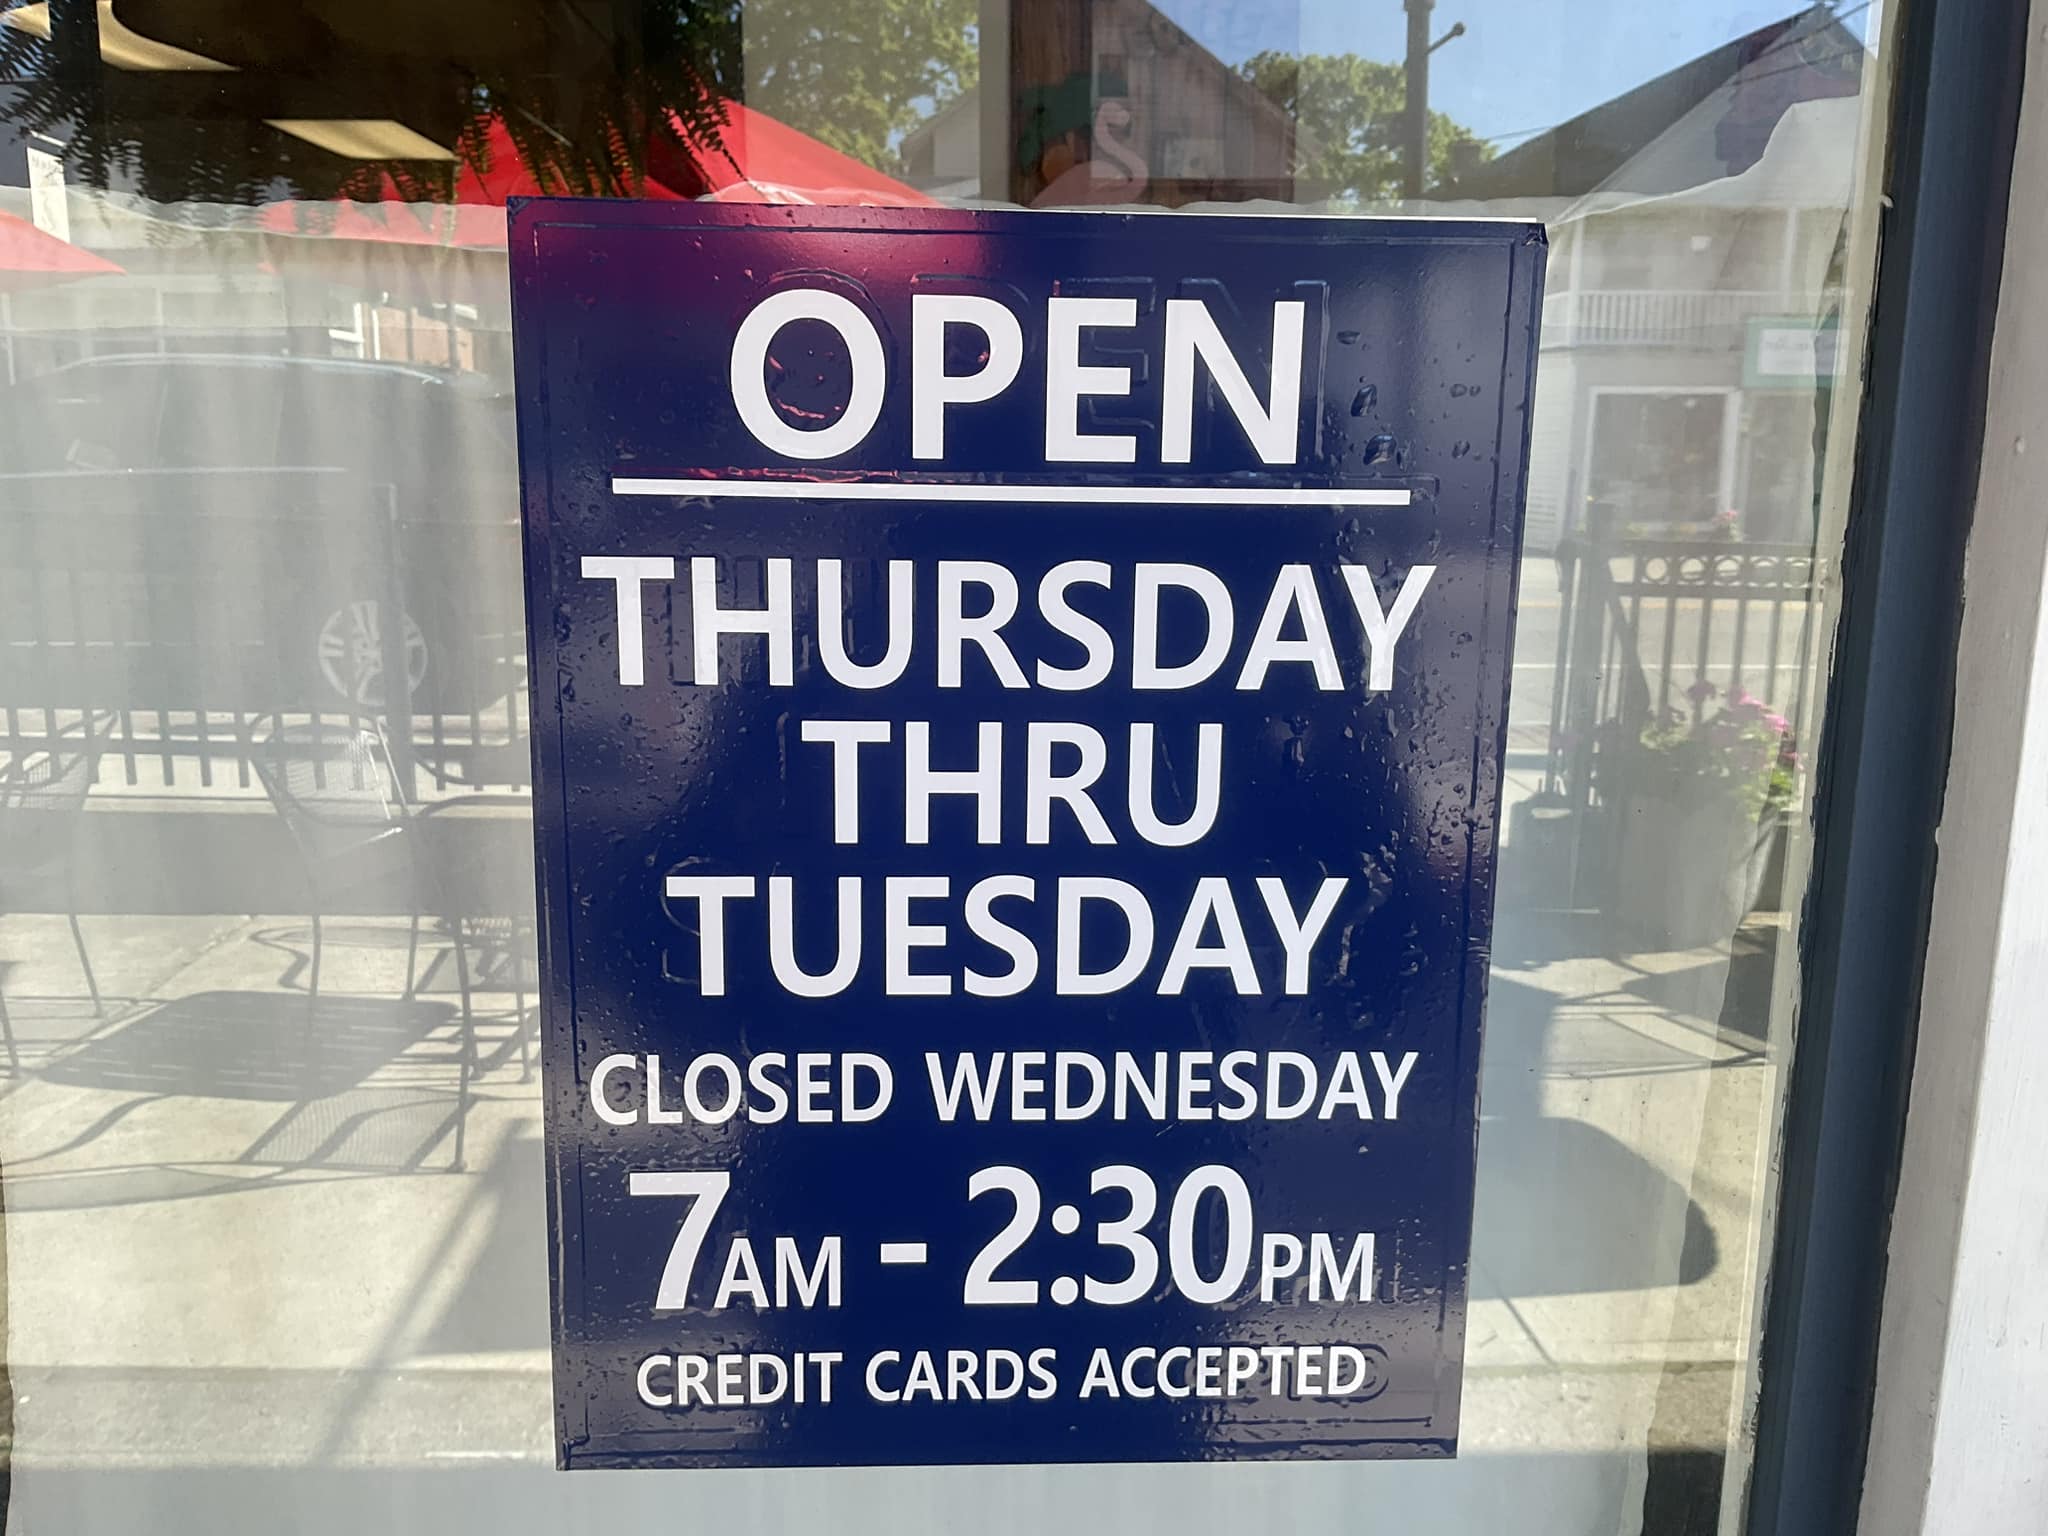 OPEN
THURSDAY
THRU
TUESDAY
CLOSED WEDNESDAY
7AM - 2:30PM
CREDIT CARDS ACCEPTED